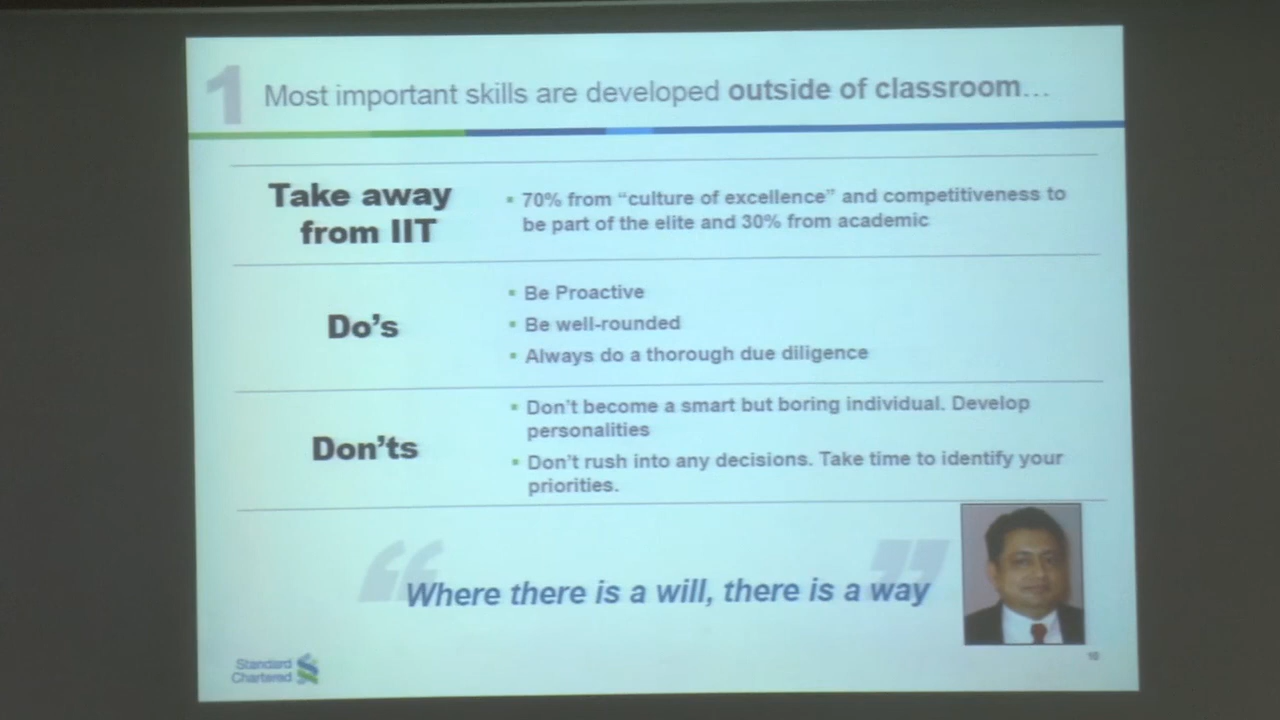 1
Most important skills are developed outside of classroom...
Take away
from IIT
▪ 70% from “culture of excellence” and competitiveness to
be part of the elite and 30% from academic
Do’s
▪ Be Proactive
▪ Be well-rounded
▪ Always do a thorough due diligence
Don’ts
▪ Don’t become a smart but boring individual. Develop
personalities
▪ Don’t rush into any decisions. Take time to identify your
priorities.
“Where there is a will, there is a way”
Standard
Chartered
10